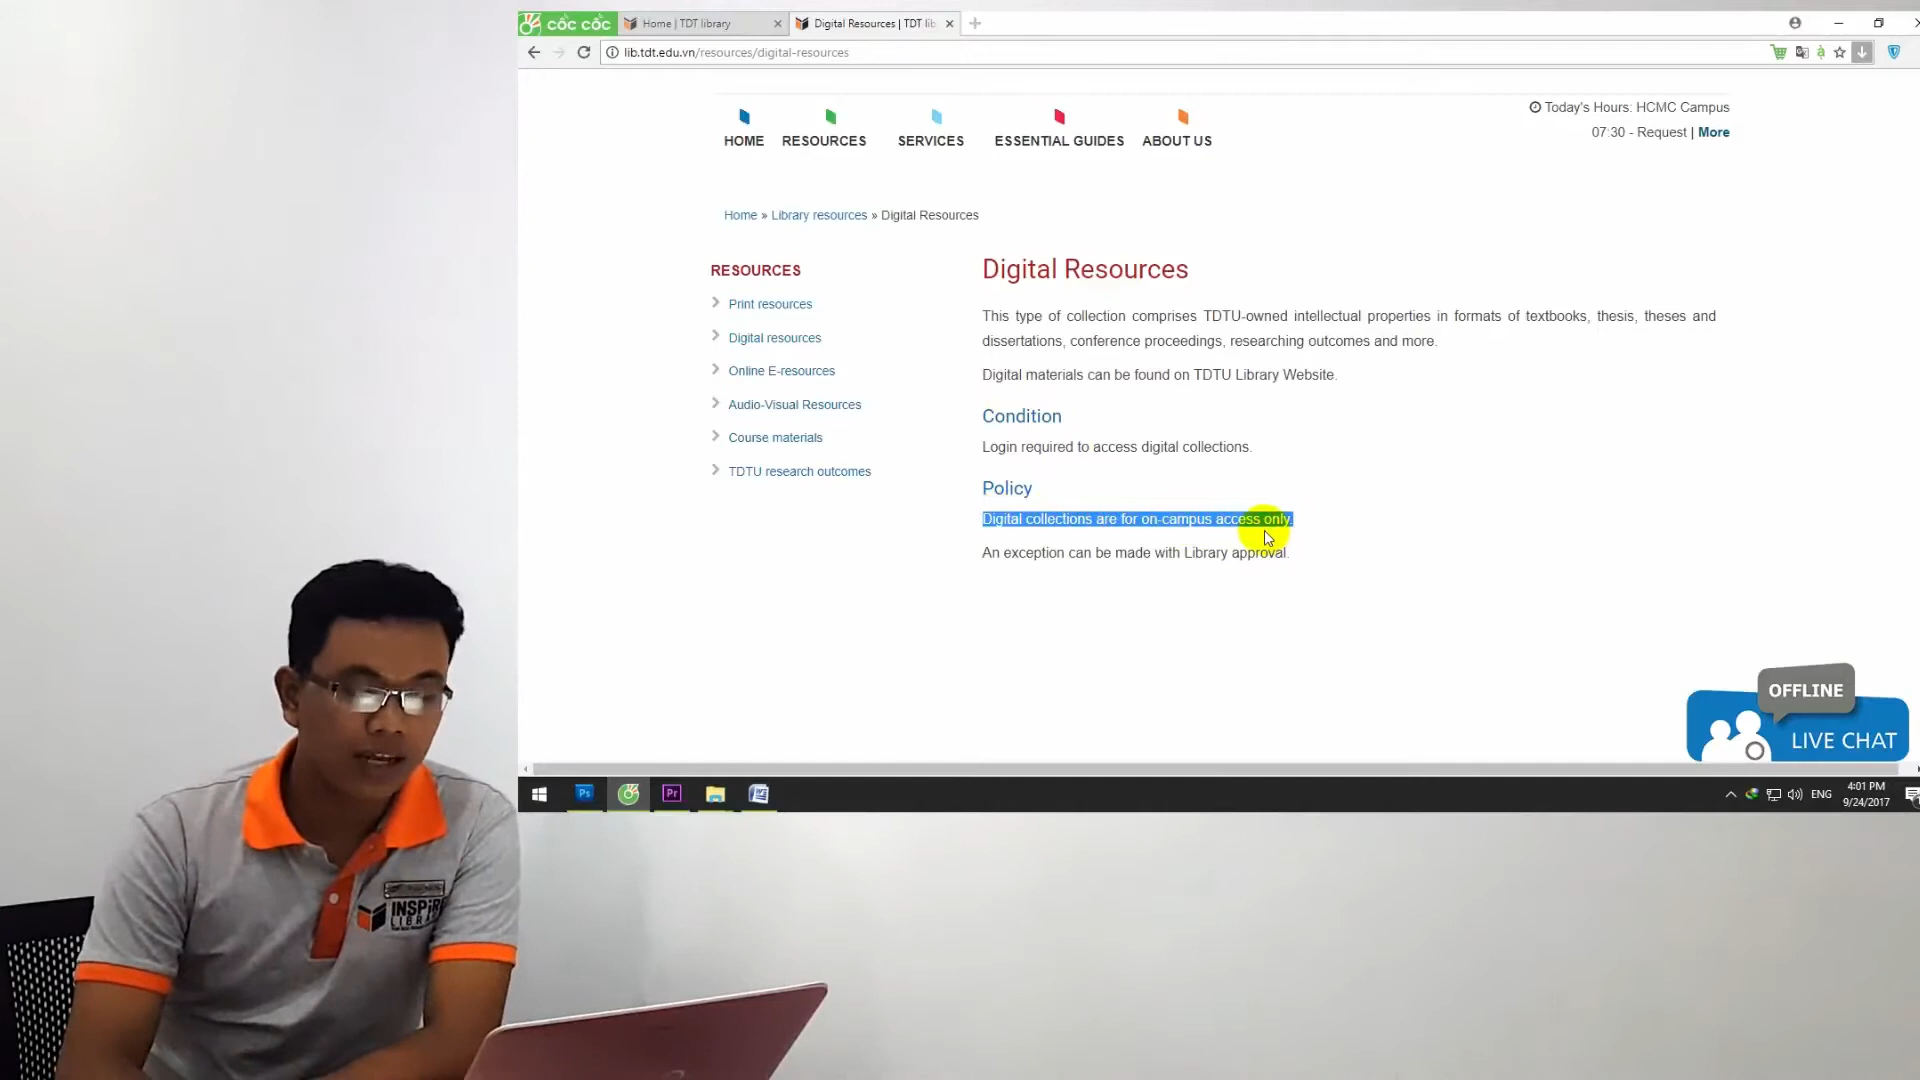 cốc cốc
Home | TDT library
Digital Resources | TDT lib
lib.tdt.edu.vn/resources/digital-resources
HOME
RESOURCES
SERVICES
ESSENTIAL GUIDES
ABOUT US
Today's Hours: HCMC Campus
07:30 - Request | More
Home » Library resources » Digital Resources
RESOURCES
Print resources
Digital resources
Online E-resources
Audio-Visual Resources
Course materials
TDTU research outcomes
Digital Resources
This type of collection comprises TDTU-owned intellectual properties in formats of textbooks, thesis, theses and
dissertations, conference proceedings, researching outcomes and more.
Digital materials can be found on TDTU Library Website.
Condition
Login required to access digital collections.
Policy
Digital collections are for on-campus access only.
An exception can be made with Library approval.
OFFLINE
LIVE CHAT
Ps
Pr
ENG
4:01 PM
9/24/2017
INSPiRE